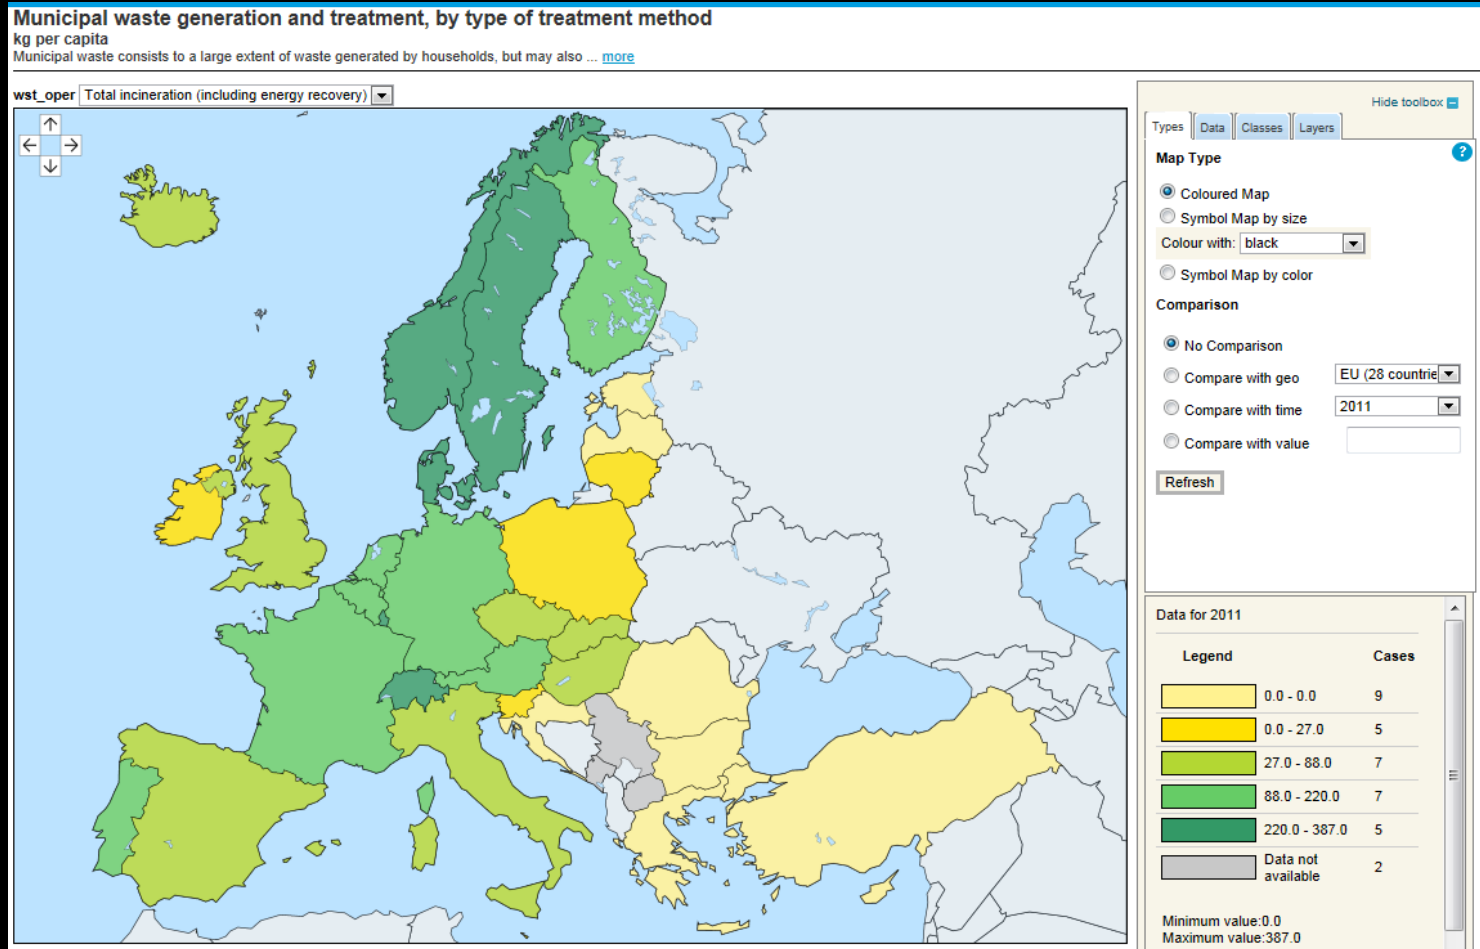 Municipal waste generation and treatment, by type of treatment method
kg per capita
Municipal waste consists to a large extent of waste generated by households, but may also ... more
wst_oper Total incineration (including energy recovery)
Hide toolbox
Types Data Classes Layers
?
Map Type
Coloured Map
Symbol Map by size
Colour with: black
Symbol Map by color
Comparison
No Comparison
Compare with geo EU (28 countrie
Compare with time 2011
Compare with value
Refresh
Data for 2011
Legend Cases
0.0 - 0.0 9
0.0 - 27.0 5
27.0 - 88.0 7
88.0 - 220.0 7
220.0 - 387.0 5
Data not
available 2
Minimum value:0.0
Maximum value:387.0